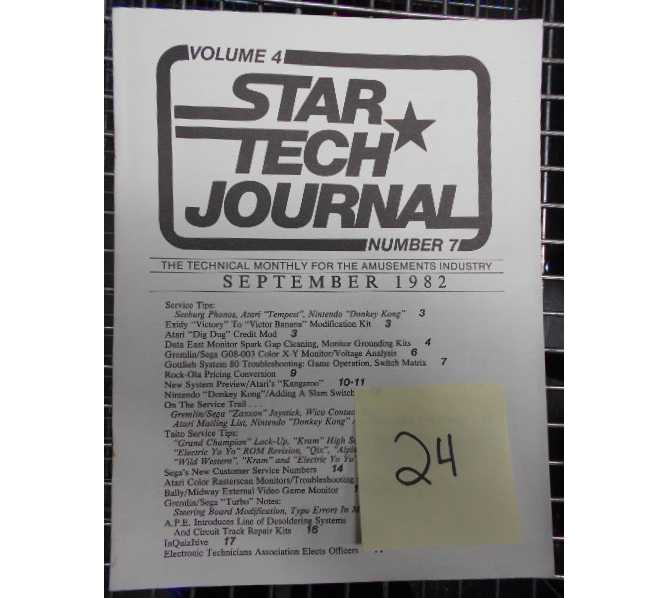 VOLUME 4
STAR
TECH
JOURNAL
NUMBER 7
THE TECHNICAL MONTHLY FOR THE AMUSEMENTS INDUSTRY
SEPTEMBER 1982
Service Tips:
Seeburg Phonos, Atari "Tempest", Nintendo "Donkey Kong" 3
Exidy "Victory" To "Victor Banana" Modification Kit 3
Atari "Dig Dug" Credit Mod 3
Data East Monitor Spark Gap Cleaning, Monitor Grounding Kits 4
Gremlin/Sega G08-003 Color X-Y Monitor/Voltage Analysis 6
Gottlieb System 80 Troubleshooting: Game Operation, Switch Matrix 7
Rock-Ola Pricing Conversion 9
New System Preview/Atari's "Kangaroo" 10-11
Nintendo "Donkey Kong"/Adding A Slam Switch
On The Service Trail . . .
Gremlin/Sega "Zaxxon" Joystick, Wico
Atari Mailing List, Nintendo "Donkey Kong"
Taito Service Tips:
"Grand Champion" Lock-Up, "Kram" High
"Electric Yo Yo" ROM Revision, "Qix",
"Wild Western", "Kram" and "Electric Yo Yo"
Sega's New Customer Service Numbers 14
Atari Color Rasterscan Monitors/Troubleshooting
Bally/Midway External Video Game Monitor
Gremlin/Sega "Turbo" Notes:
Steering Board Modification, Typo Errors In
A.P.E. Introduces Line of Desoldering Systems
And Circuit Track Repair Kits 16
InQuizitive 17
Electronic Technicians Association Elects Officers
24